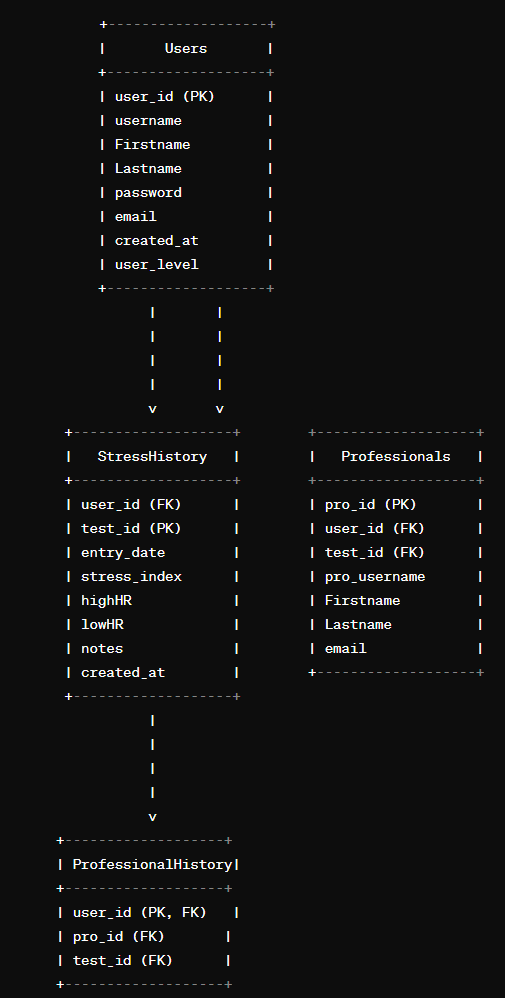 Users
user_id (PK)
username
Firstname
Lastname
password
email
created_at
user_level
StressHistory
user_id (FK)
test_id (PK)
entry_date
stress_index
highHR
lowHR
notes
created_at
Professionals
pro_id (PK)
user_id (FK)
test_id (FK)
pro_username
Firstname
Lastname
email
ProfessionalHistory
user_id (PK, FK)
pro_id (FK)
test_id (FK)